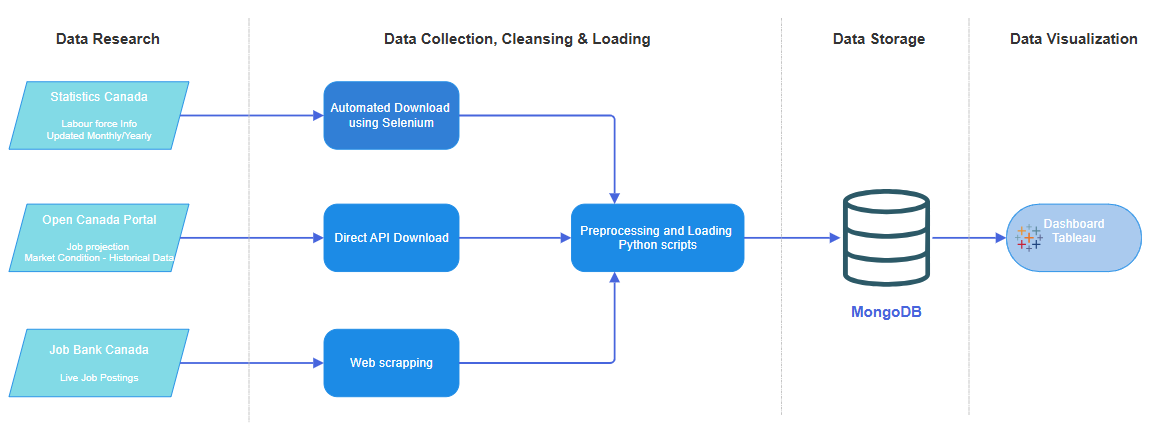 Data Research
Data Collection, Cleansing & Loading
Data Storage
Data Visualization
Statistics Canada
Labour force Info
Updated Monthly/Yearly
Automated Download
using Selenium
Open Canada Portal
Job projection
Market Condition - Historical Data
Direct API Download
Preprocessing and Loading
Python scripts
MongoDB
Dashboard
Tableau
Job Bank Canada
Live Job Postings
Web scrapping